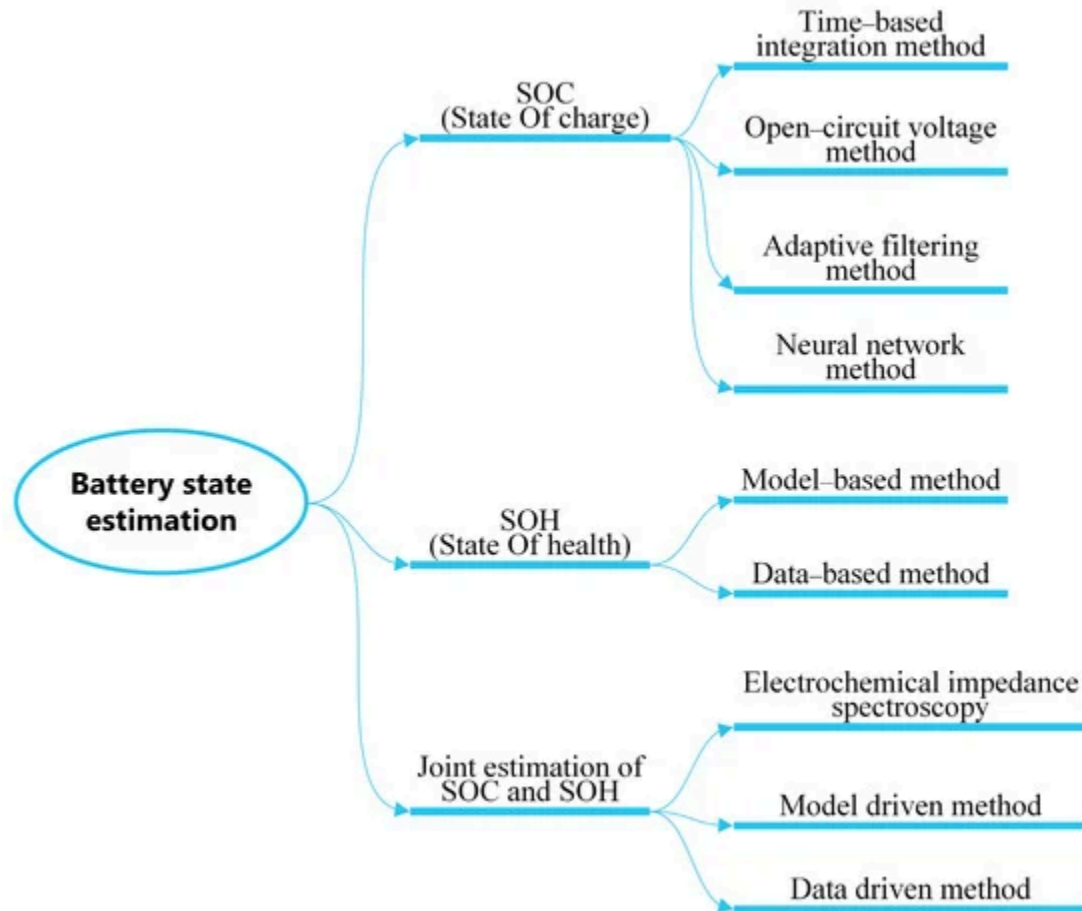 Time–based
integration method
SOC
(State Of charge)
Open–circuit voltage
method
Adaptive filtering
method
Neural network
method
Battery state
estimation
SOH
(State Of health)
Model–based method
Data–based method
Joint estimation of
SOC and SOH
Electrochemical impedance
spectroscopy
Model driven method
Data driven method